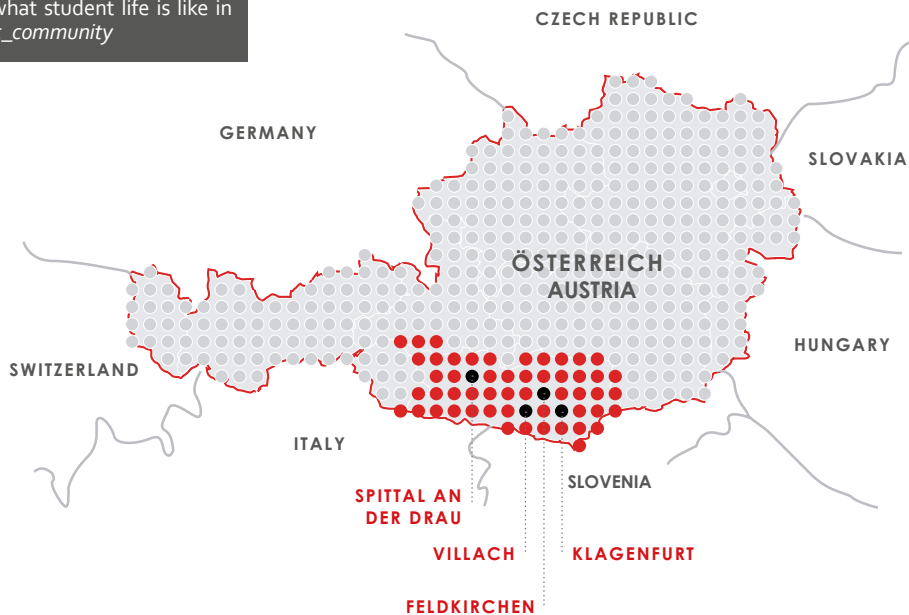 what student life is like in
_community
CZECH REPUBLIC
GERMANY
SLOVAKIA
ÖSTERREICH
AUSTRIA
HUNGARY
SWITZERLAND
ITALY
SLOVENIA
SPITTAL AN
DER DRAU
VILLACH
KLAGENFURT
FELDKIRCHEN